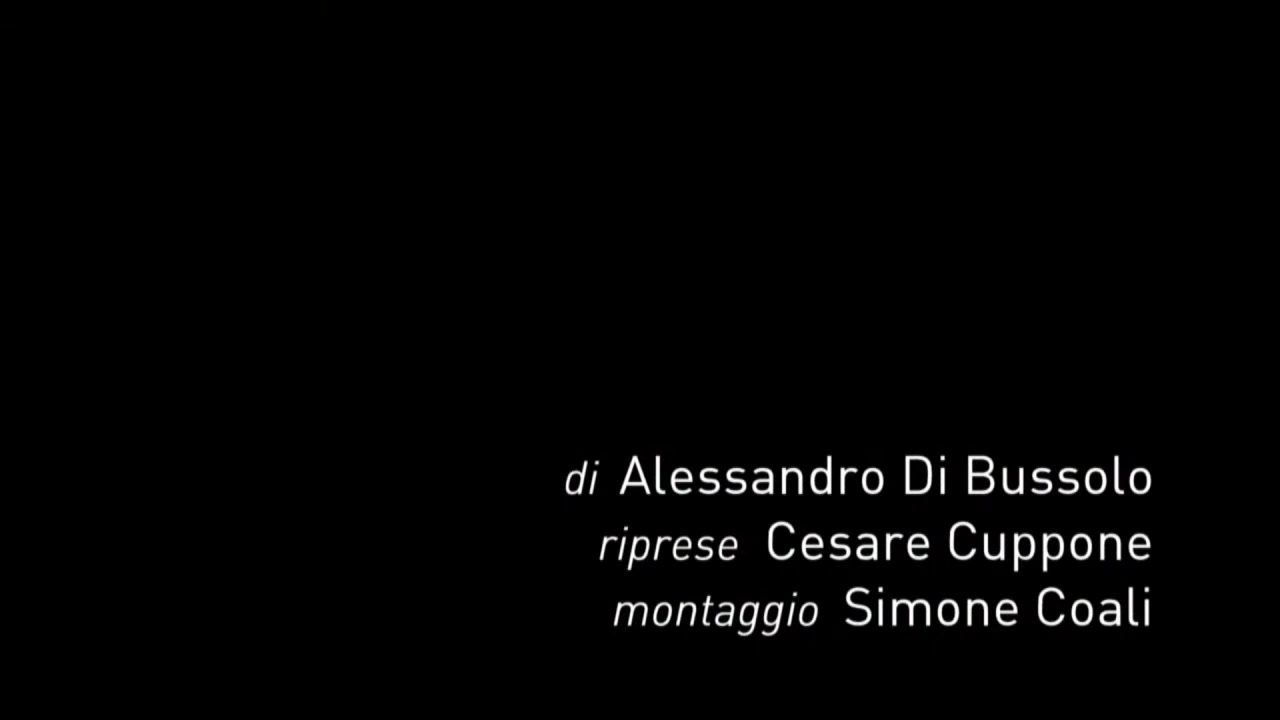 di Alessandro Di Bussolo
riprese Cesare Cuppone
montaggio Simone Coali